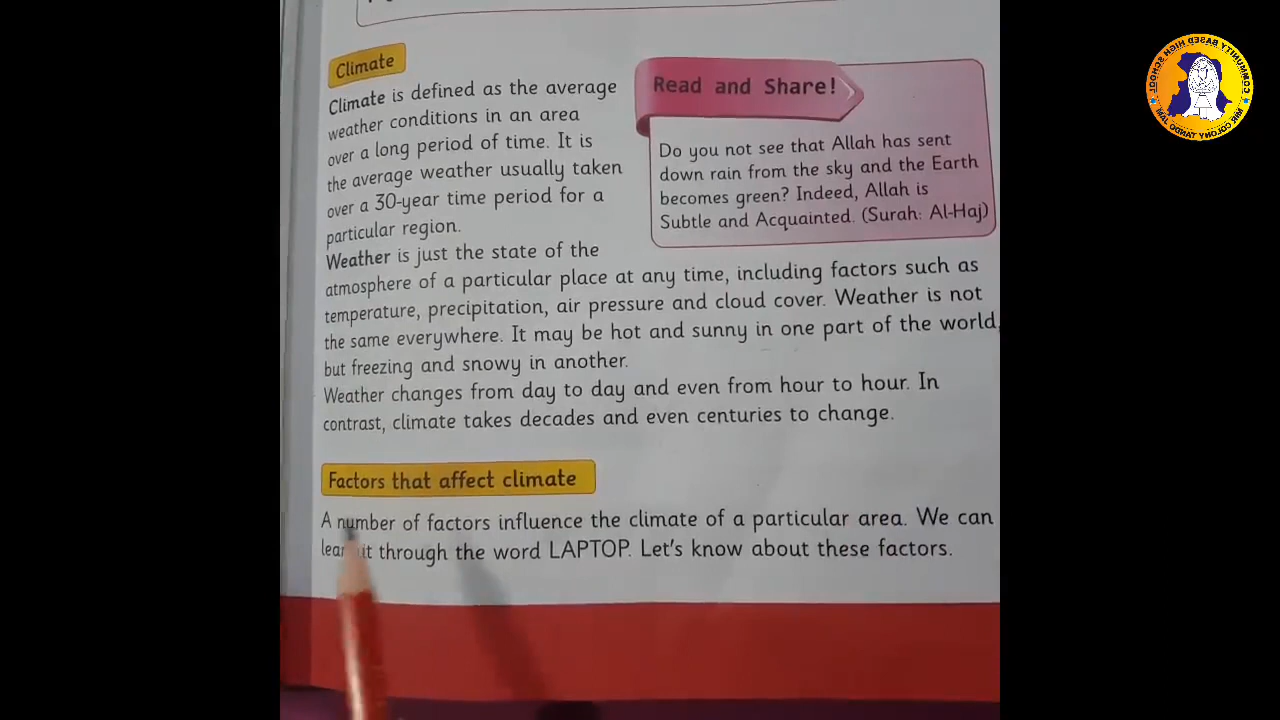 Climate
Climate is defined as the average
weather conditions in an area
over a long period of time. It is
the average weather usually taken
over a 30-year time period for a
particular region.
Read and Share!
Do you not see that Allah has sent
down rain from the sky and the Earth
becomes green? Indeed, Allah is
Subtle and Acquainted. (Surah: Al-Haj)
Weather is just the state of the
atmosphere of a particular place at any time, including factors such as
temperature, precipitation, air pressure and cloud cover. Weather is not
the same everywhere. It may be hot and sunny in one part of the world,
but freezing and snowy in another.
Weather changes from day to day and even from hour to hour. In
contrast, climate takes decades and even centuries to change.
Factors that affect climate
A number of factors influence the climate of a particular area. We can
learn it through the word LAPTOP. Let's know about these factors.
COMMUNITY BASED HIGH SCHOOL
MIR COLONY TANDO JAM